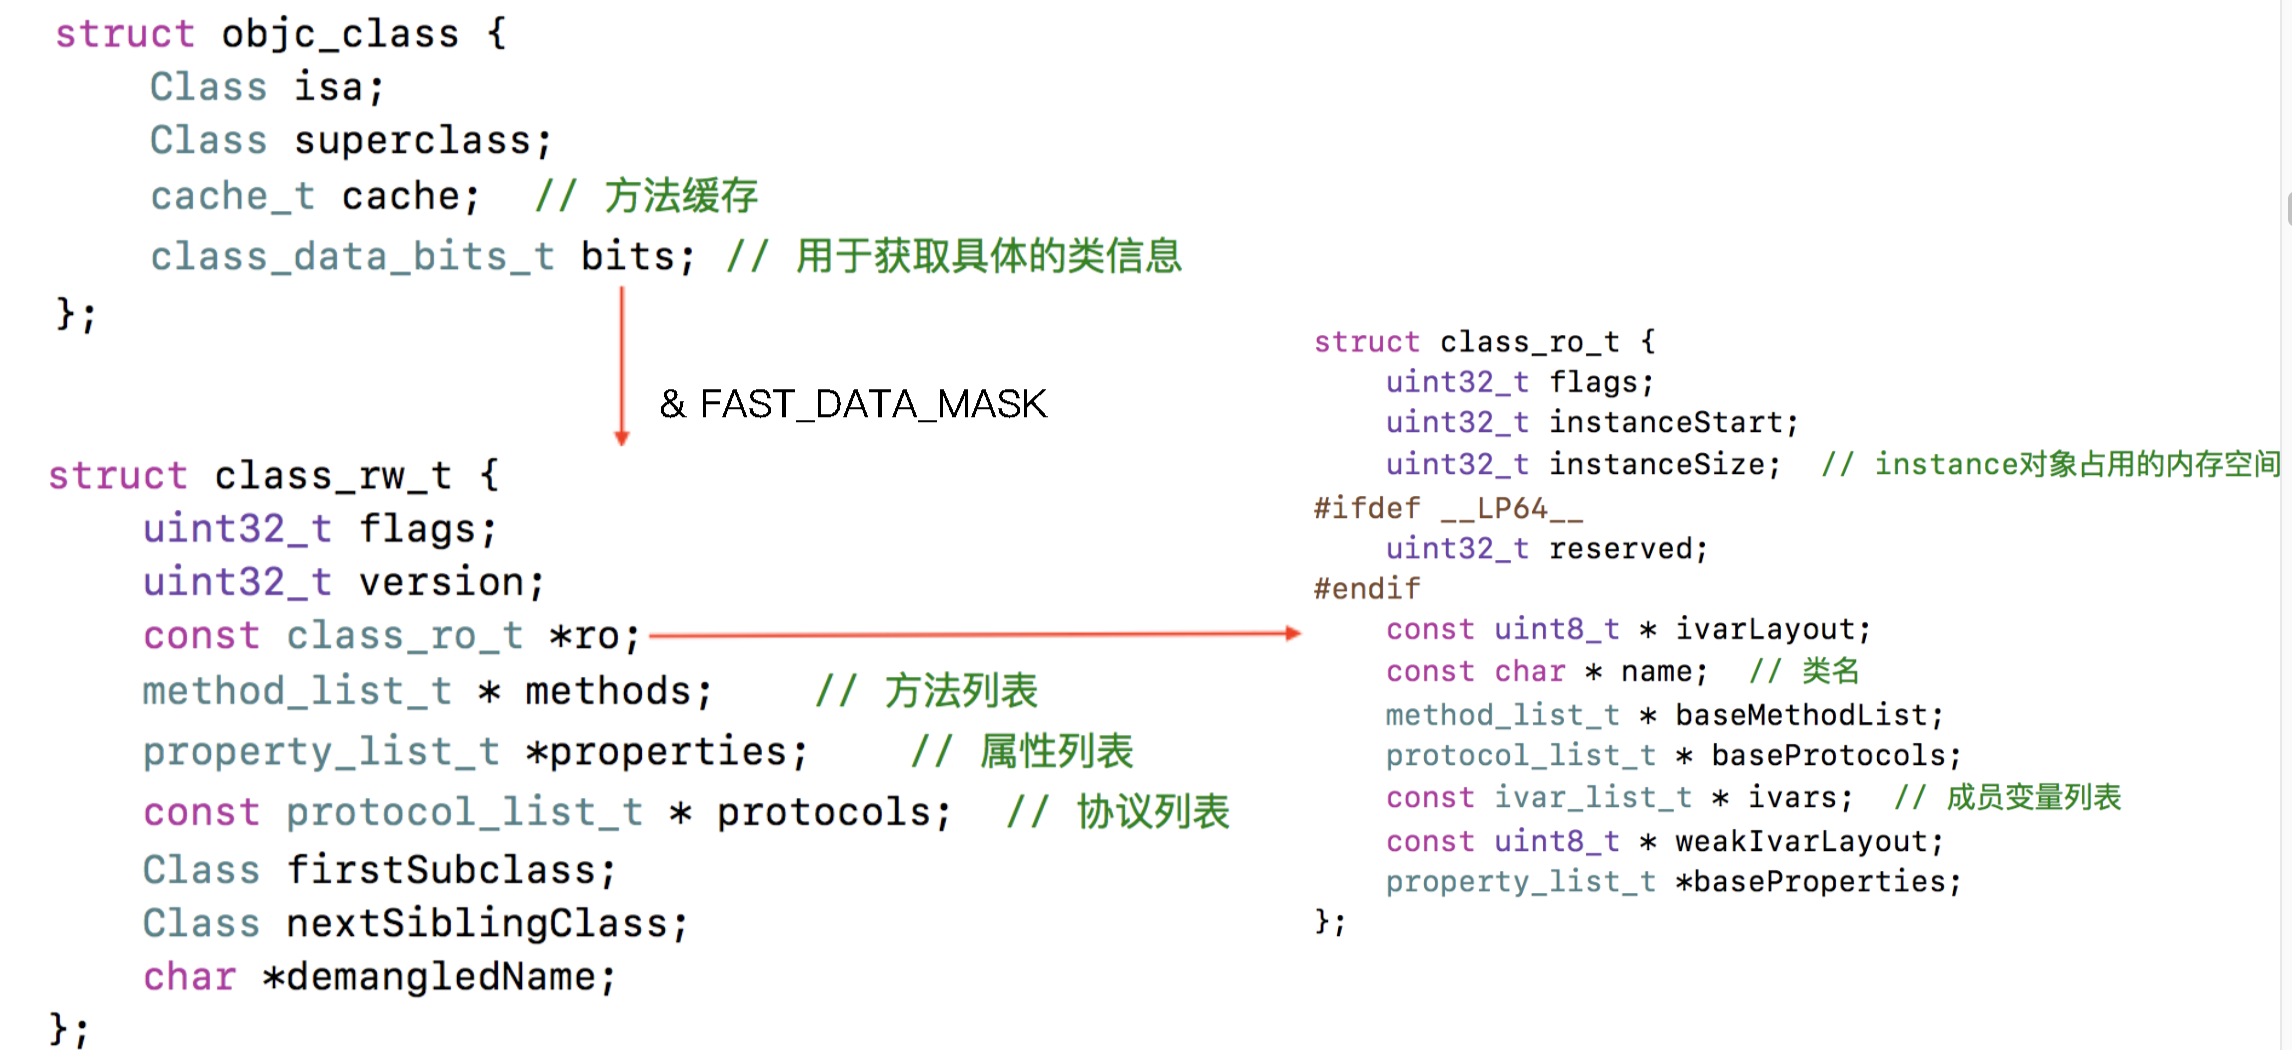 struct objc_class {
Class isa;
Class superclass;
cache_t cache; // 方法缓存
class_data_bits_t bits; // 用于获取具体的类信息
};
& FAST_DATA_MASK
struct class_rw_t {
uint32_t flags;
uint32_t version;
const class_ro_t *ro;
method_list_t * methods; // 方法列表
property_list_t *properties; // 属性列表
const protocol_list_t * protocols; // 协议列表
Class firstSubclass;
Class nextSiblingClass;
char *demangledName;
};
struct class_ro_t {
uint32_t flags;
uint32_t instanceStart;
uint32_t instanceSize; // instance对象占用的内存空间
#ifdef __LP64__
uint32_t reserved;
#endif
const uint8_t * ivarLayout;
const char * name; // 类名
method_list_t * baseMethodList;
protocol_list_t * baseProtocols;
const ivar_list_t * ivars; // 成员变量列表
const uint8_t * weakIvarLayout;
property_list_t *baseProperties;
};